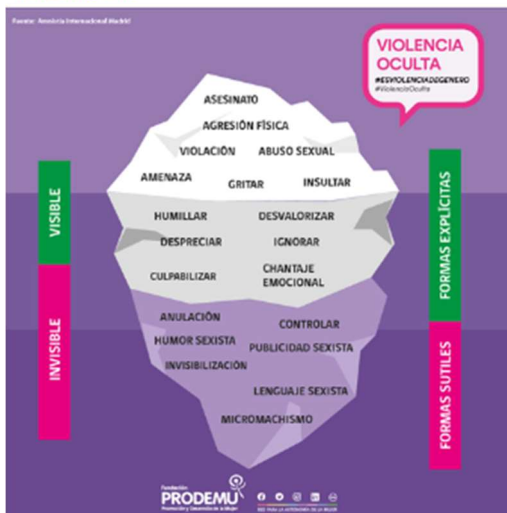 Fuente: Amnistía Internacional Madrid
VIOLENCIA
OCULTA
#ESVIOLENCIADEGENERO
#ViolenciaOculta
ASESINATO
AGRESIÓN FÍSICA
VIOLACIÓN ABUSO SEXUAL
AMENAZA GRITAR INSULTAR
VISIBLE
HUMILLAR DESVALORIZAR
DESPRECIAR IGNORAR
CULPABILIZAR CHANTAJE
EMOCIONAL
FORMAS EXPLÍCITAS
INVISIBLE
ANULACIÓN CONTROLAR
HUMOR SEXISTA PUBLICIDAD SEXISTA
INVISIBILIZACIÓN
LENGUAJE SEXISTA
MICROMACHISMO
FORMAS SUTILES
Fundación
PRODEMU
Promoción y Desarrollo de la Mujer